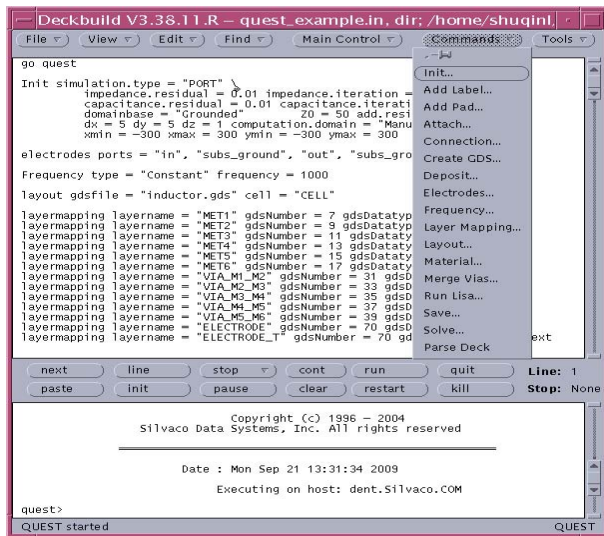 Deckbuild V3.38.11.R – quest_example.in, dir; /home/shuqinl.
File View Edit Find Main Control Commands Tools
go quest
Init simulation.type = "PORT" \
impedance.residual = 0.01 impedance.iteration =
capacitance.residual = 0.01 capacitance.iterati
domainbase = "Grounded" Z0 = 50 add.resi
dx = 5 dy = 5 dz = 1 computation.domain = "Manu
xmin = -300 xmax = 300 ymin = -300 ymax = 300
electrodes ports = "in", "subs_ground", "out", "subs_gro
Frequency type = "Constant" frequency = 1000
layout gdsfile = "inductor.gds" cell = "CELL"
layermapping layername = "MET1" gdsNumber = 7 gdsDatatyp
layermapping layername = "MET2" gdsNumber = 9 gdsDatatyp
layermapping layername = "MET3" gdsNumber = 11 gdsDataty
layermapping layername = "MET4" gdsNumber = 13 gdsDataty
layermapping layername = "MET5" gdsNumber = 15 gdsDataty
layermapping layername = "MET6" gdsNumber = 17 gdsDataty
layermapping layername = "VIA_M1_M2" gdsNumber = 31 gdsD
layermapping layername = "VIA_M2_M3" gdsNumber = 33 gdsD
layermapping layername = "VIA_M3_M4" gdsNumber = 35 gdsD
layermapping layername = "VIA_M4_M5" gdsNumber = 37 gdsD
layermapping layername = "VIA_M5_M6" gdsNumber = 39 gdsD
layermapping layername = "ELECTRODE" gdsNumber = 70 gdsD
layermapping layername = "ELECTRODE_T" gdsNumber = 70 gd ext
Init...
Add Label...
Add Pad...
Attach...
Connection...
Create GDS...
Deposit...
Electrodes...
Frequency...
Layer Mapping...
Layout...
Material...
Merge Vias...
Run Lisa...
Save...
Solve...
Parse Deck
next line stop cont run quit Line: 1
paste init pause clear restart kill Stop: None
Copyright (c) 1996 – 2004
Silvaco Data Systems, Inc. All rights reserved
Date : Mon Sep 21 13:31:34 2009
Executing on host: dent.Silvaco.COM
quest>
QUEST started QUEST